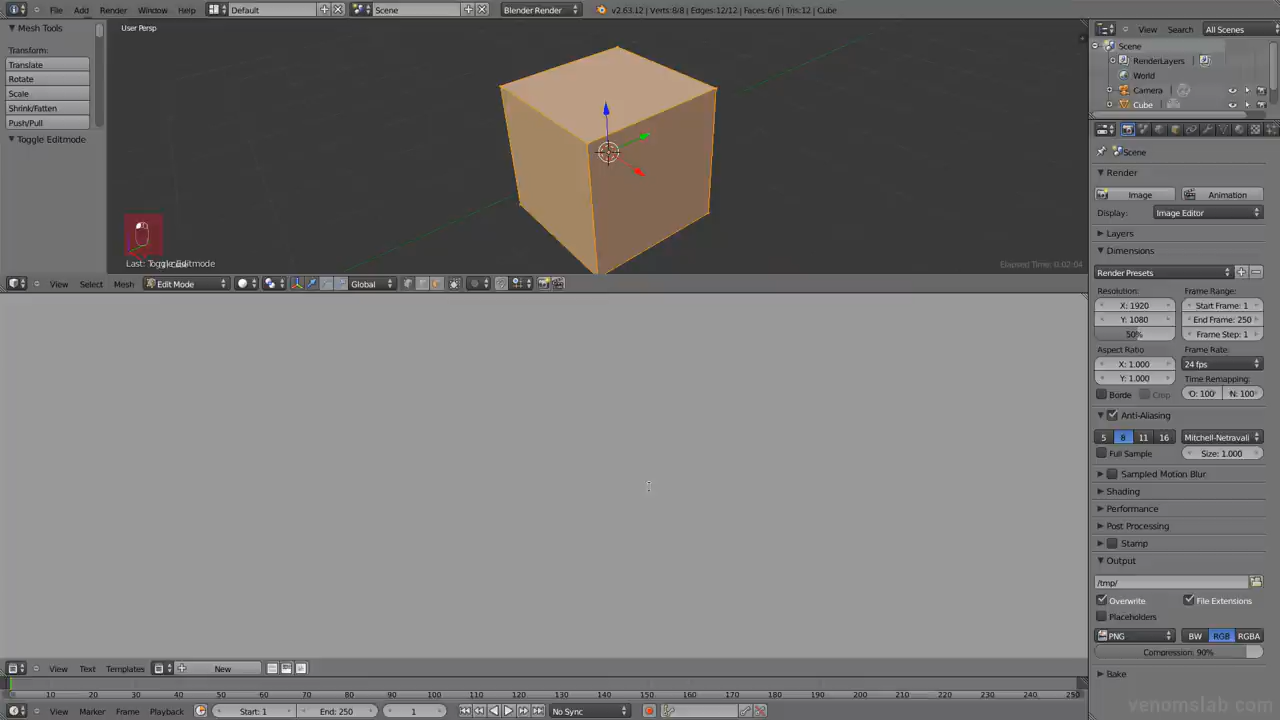 File Add Render Window Help Default Scene Blender Render v2.63.12 | Verts:8/8 | Edges:12/12 | Faces:6/6 | Tris:12 | Cube
View Search All Scenes
Mesh Tools
User Persp
Transform:
Translate
Rotate
Scale
Shrink/Fatten
Push/Pull
Toggle Editmode
Last: Toggle Editmode
Elapsed Time: 0:02:04
View Select Mesh Edit Mode Global
Scene
RenderLayers
World
Camera
Cube
Scene
Render
Image Animation
Display: Image Editor
Layers
Dimensions
Render Presets
Resolution: Frame Range:
X: 1920 Start Frame: 1
Y: 1080 End Frame: 250
50% Frame Step: 1
Aspect Ratio Frame Rate:
X: 1.000 24 fps
Y: 1.000 Time Remapping:
Borde Crop O: 100 N: 100
Anti-Aliasing
5 8 11 16 Mitchell-Netravali
Full Sample Size: 1.000
Sampled Motion Blur
Shading
Performance
Post Processing
Stamp
Output
/tmp/
Overwrite File Extensions
Placeholders
PNG BW RGB RGBA
Compression: 90%
Bake
View Text Templates New
0 10 20 30 40 50 60 70 80 90 100 110 120 130 140 150 160 170 180 190 200 210 220 230 240 250
View Marker Frame Playback Start: 1 End: 250 1 No Sync
venomslab.com